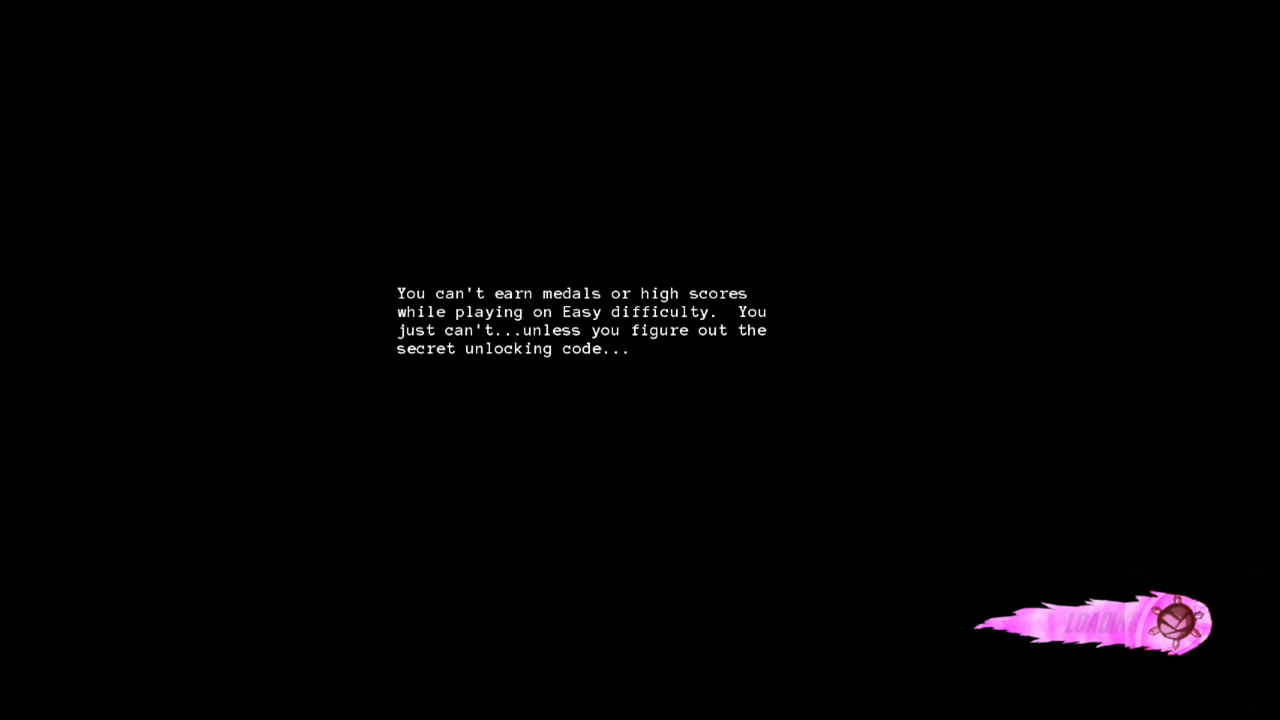 You can't earn medals or high scores
while playing on Easy difficulty.  You
just can't...unless you figure out the
secret unlocking code...
LOADING